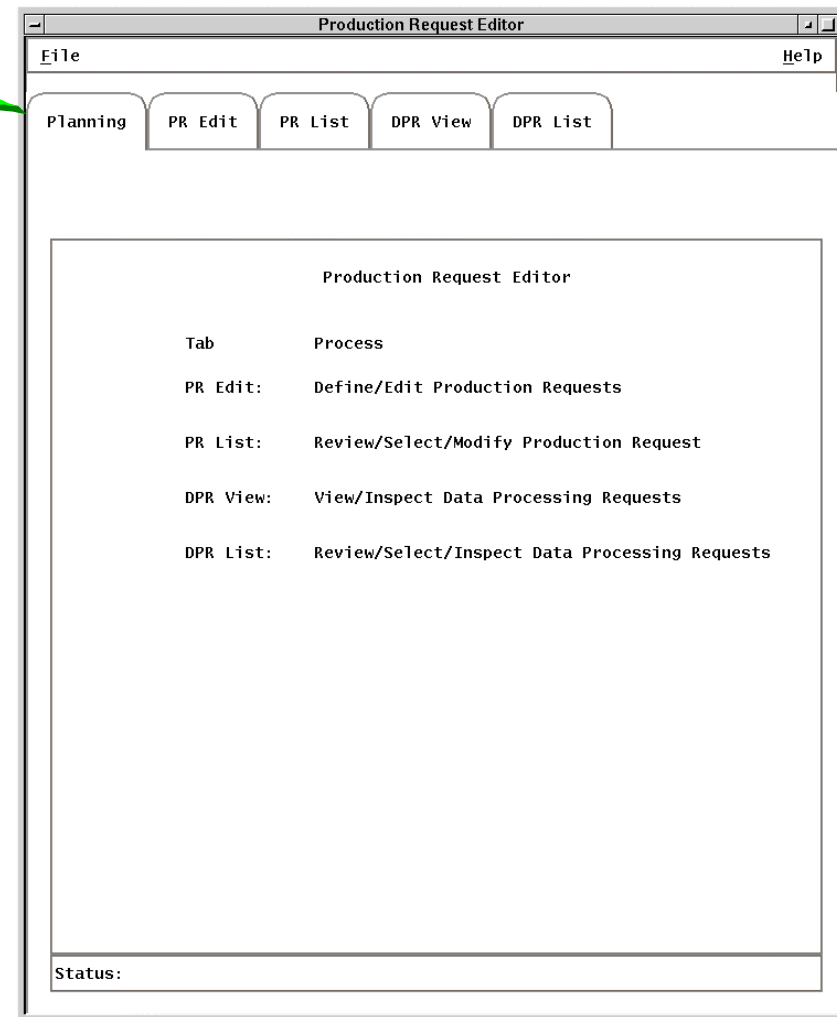 Production Request Editor
File Help
Planning PR Edit PR List DPR View DPR List
Production Request Editor
Tab Process
PR Edit: Define/Edit Production Requests
PR List: Review/Select/Modify Production Request
DPR View: View/Inspect Data Processing Requests
DPR List: Review/Select/Inspect Data Processing Requests
Status: